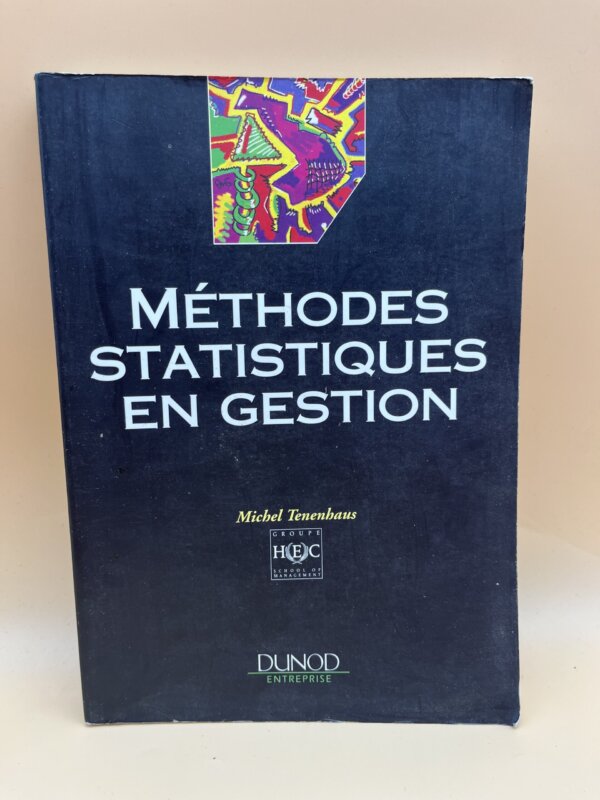 MÉTHODES
STATISTIQUES
EN GESTION
Michel Tenenhaus
GROUPE
HEC
SCHOOL OF
MANAGEMENT
DUNOD
ENTREPRISE